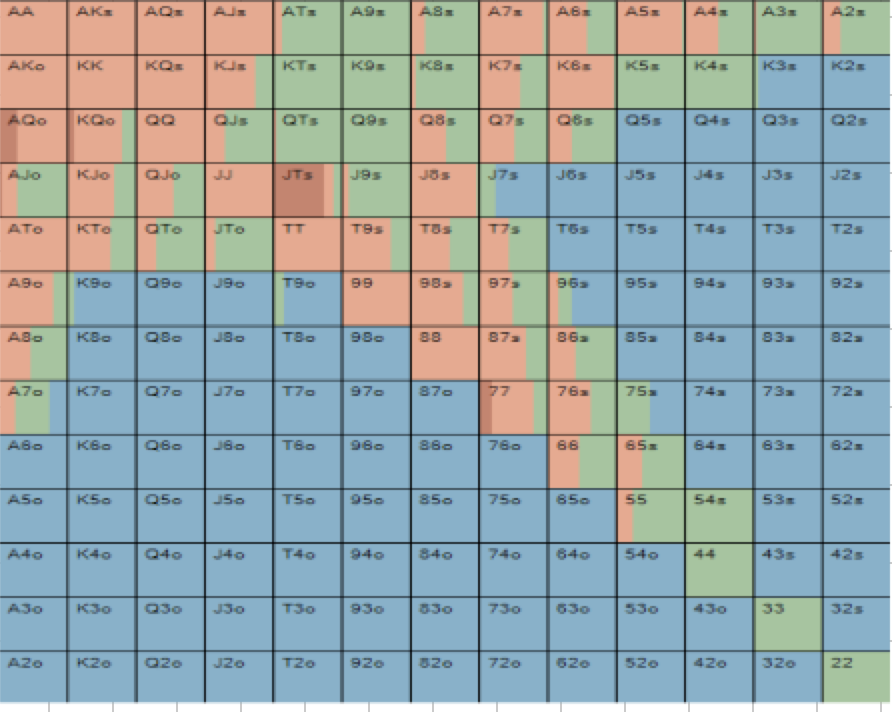 AA AKs AQs AJs ATs A9s A8s A7s A6s A5s A4s A3s A2s
AKo KK KQs KJs KTs K9s K8s K7s K6s K5s K4s K3s K2s
AQo KQo QQ QJs QTs Q9s Q8s Q7s Q6s Q5s Q4s Q3s Q2s
AJo KJo QJo JJ JTs J9s J8s J7s J6s J5s J4s J3s J2s
ATo KTo QTo JTo TT T9s T8s T7s T6s T5s T4s T3s T2s
A9o K9o Q9o J9o T9o 99 98s 97s 96s 95s 94s 93s 92s
A8o K8o Q8o J8o T8o 98o 88 87s 86s 85s 84s 83s 82s
A7o K7o Q7o J7o T7o 97o 87o 77 76s 75s 74s 73s 72s
A6o K6o Q6o J6o T6o 96o 86o 76o 66 65s 64s 63s 62s
A5o K5o Q5o J5o T5o 95o 85o 75o 65o 55 54s 53s 52s
A4o K4o Q4o J4o T4o 94o 84o 74o 64o 54o 44 43s 42s
A3o K3o Q3o J3o T3o 93o 83o 73o 63o 53o 43o 33 32s
A2o K2o Q2o J2o T2o 92o 82o 72o 62o 52o 42o 32o 22